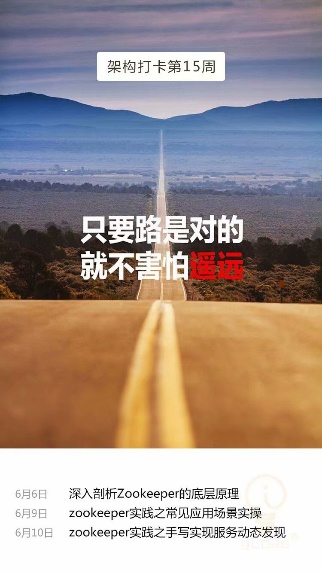 架构打卡第15周
只要路是对的
就不害怕遥远
6月6日 深入剖析Zookeeper的底层原理
6月9日 zookeeper实践之常见应用场景实操
6月10日 zookeeper实践之手写实现服务动态发现